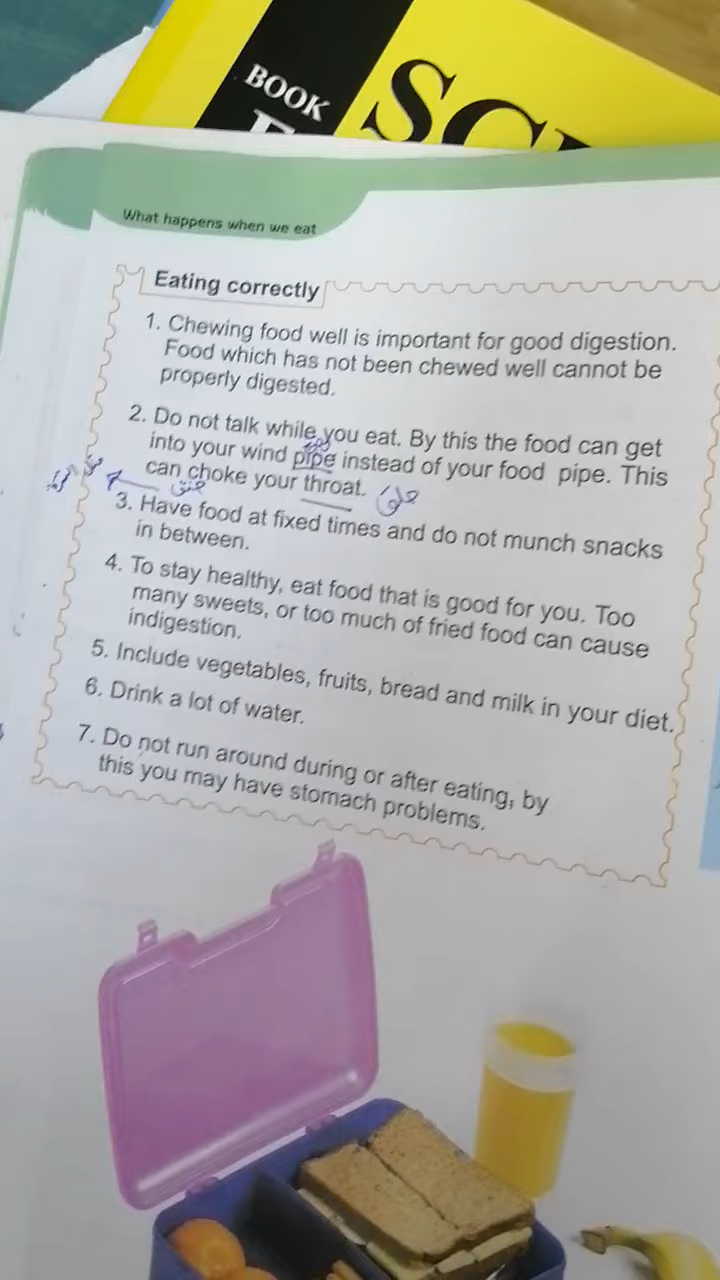 BOOK
What happens when we eat
Eating correctly
1. Chewing food well is important for good digestion.
Food which has not been chewed well cannot be
properly digested.
2. Do not talk while you eat. By this the food can get
into your wind pipe instead of your food pipe. This
can choke your throat.
3. Have food at fixed times and do not munch snacks
in between.
4. To stay healthy, eat food that is good for you. Too
many sweets, or too much of fried food can cause
indigestion.
5. Include vegetables, fruits, bread and milk in your diet.
6. Drink a lot of water.
7. Do not run around during or after eating, by
this you may have stomach problems.